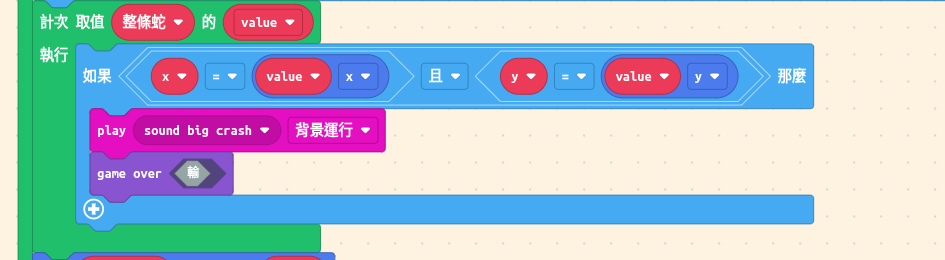 計次 取值 整條蛇 的 value
執行
如果 x = value x 且 y = value y 那麼
play sound big crash 背景運行
game over 輸